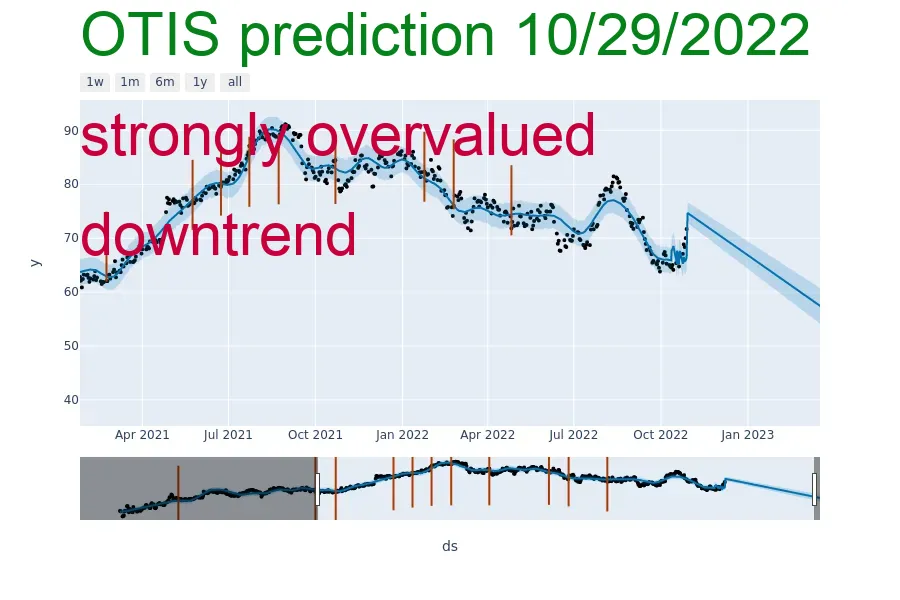 OTIS prediction 10/29/2022
1w 1m 6m 1y all
strongly overvalued
downtrend
90
80
70
60
50
40
y
Apr 2021 Jul 2021 Oct 2021 Jan 2022 Apr 2022 Jul 2022 Oct 2022 Jan 2023
ds